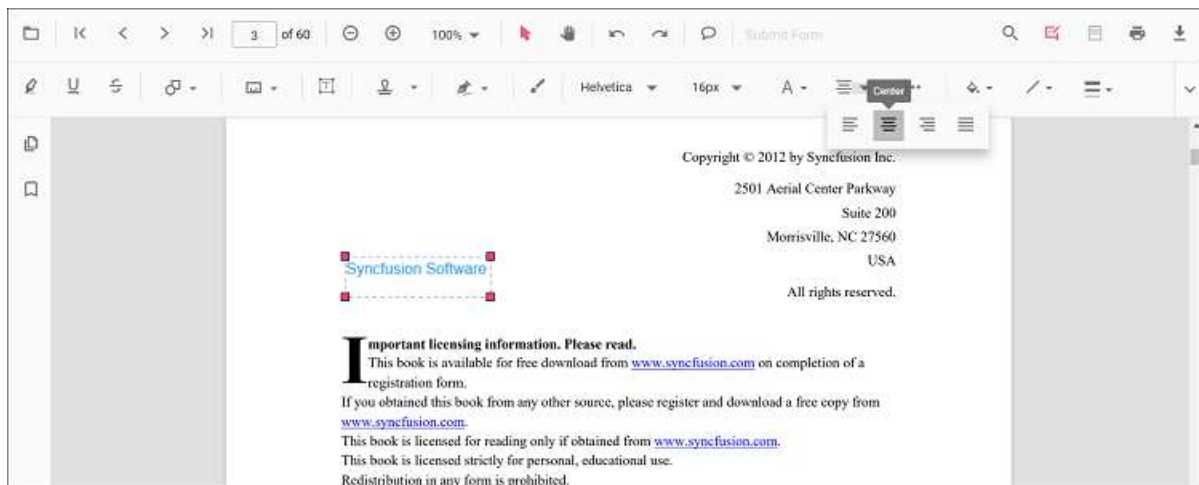 3 of 60 100% Submit Form
Helvetica 16px A Center
Copyright © 2012 by Syncfusion Inc.
2501 Aerial Center Parkway
Suite 200
Morrisville, NC 27560
USA
All rights reserved.
Syncfusion Software
Important licensing information. Please read.
This book is available for free download from www.syncfusion.com on completion of a
registration form.
If you obtained this book from any other source, please register and download a free copy from
www.syncfusion.com.
This book is licensed for reading only if obtained from www.syncfusion.com.
This book is licensed strictly for personal, educational use.
Redistribution in any form is prohibited.